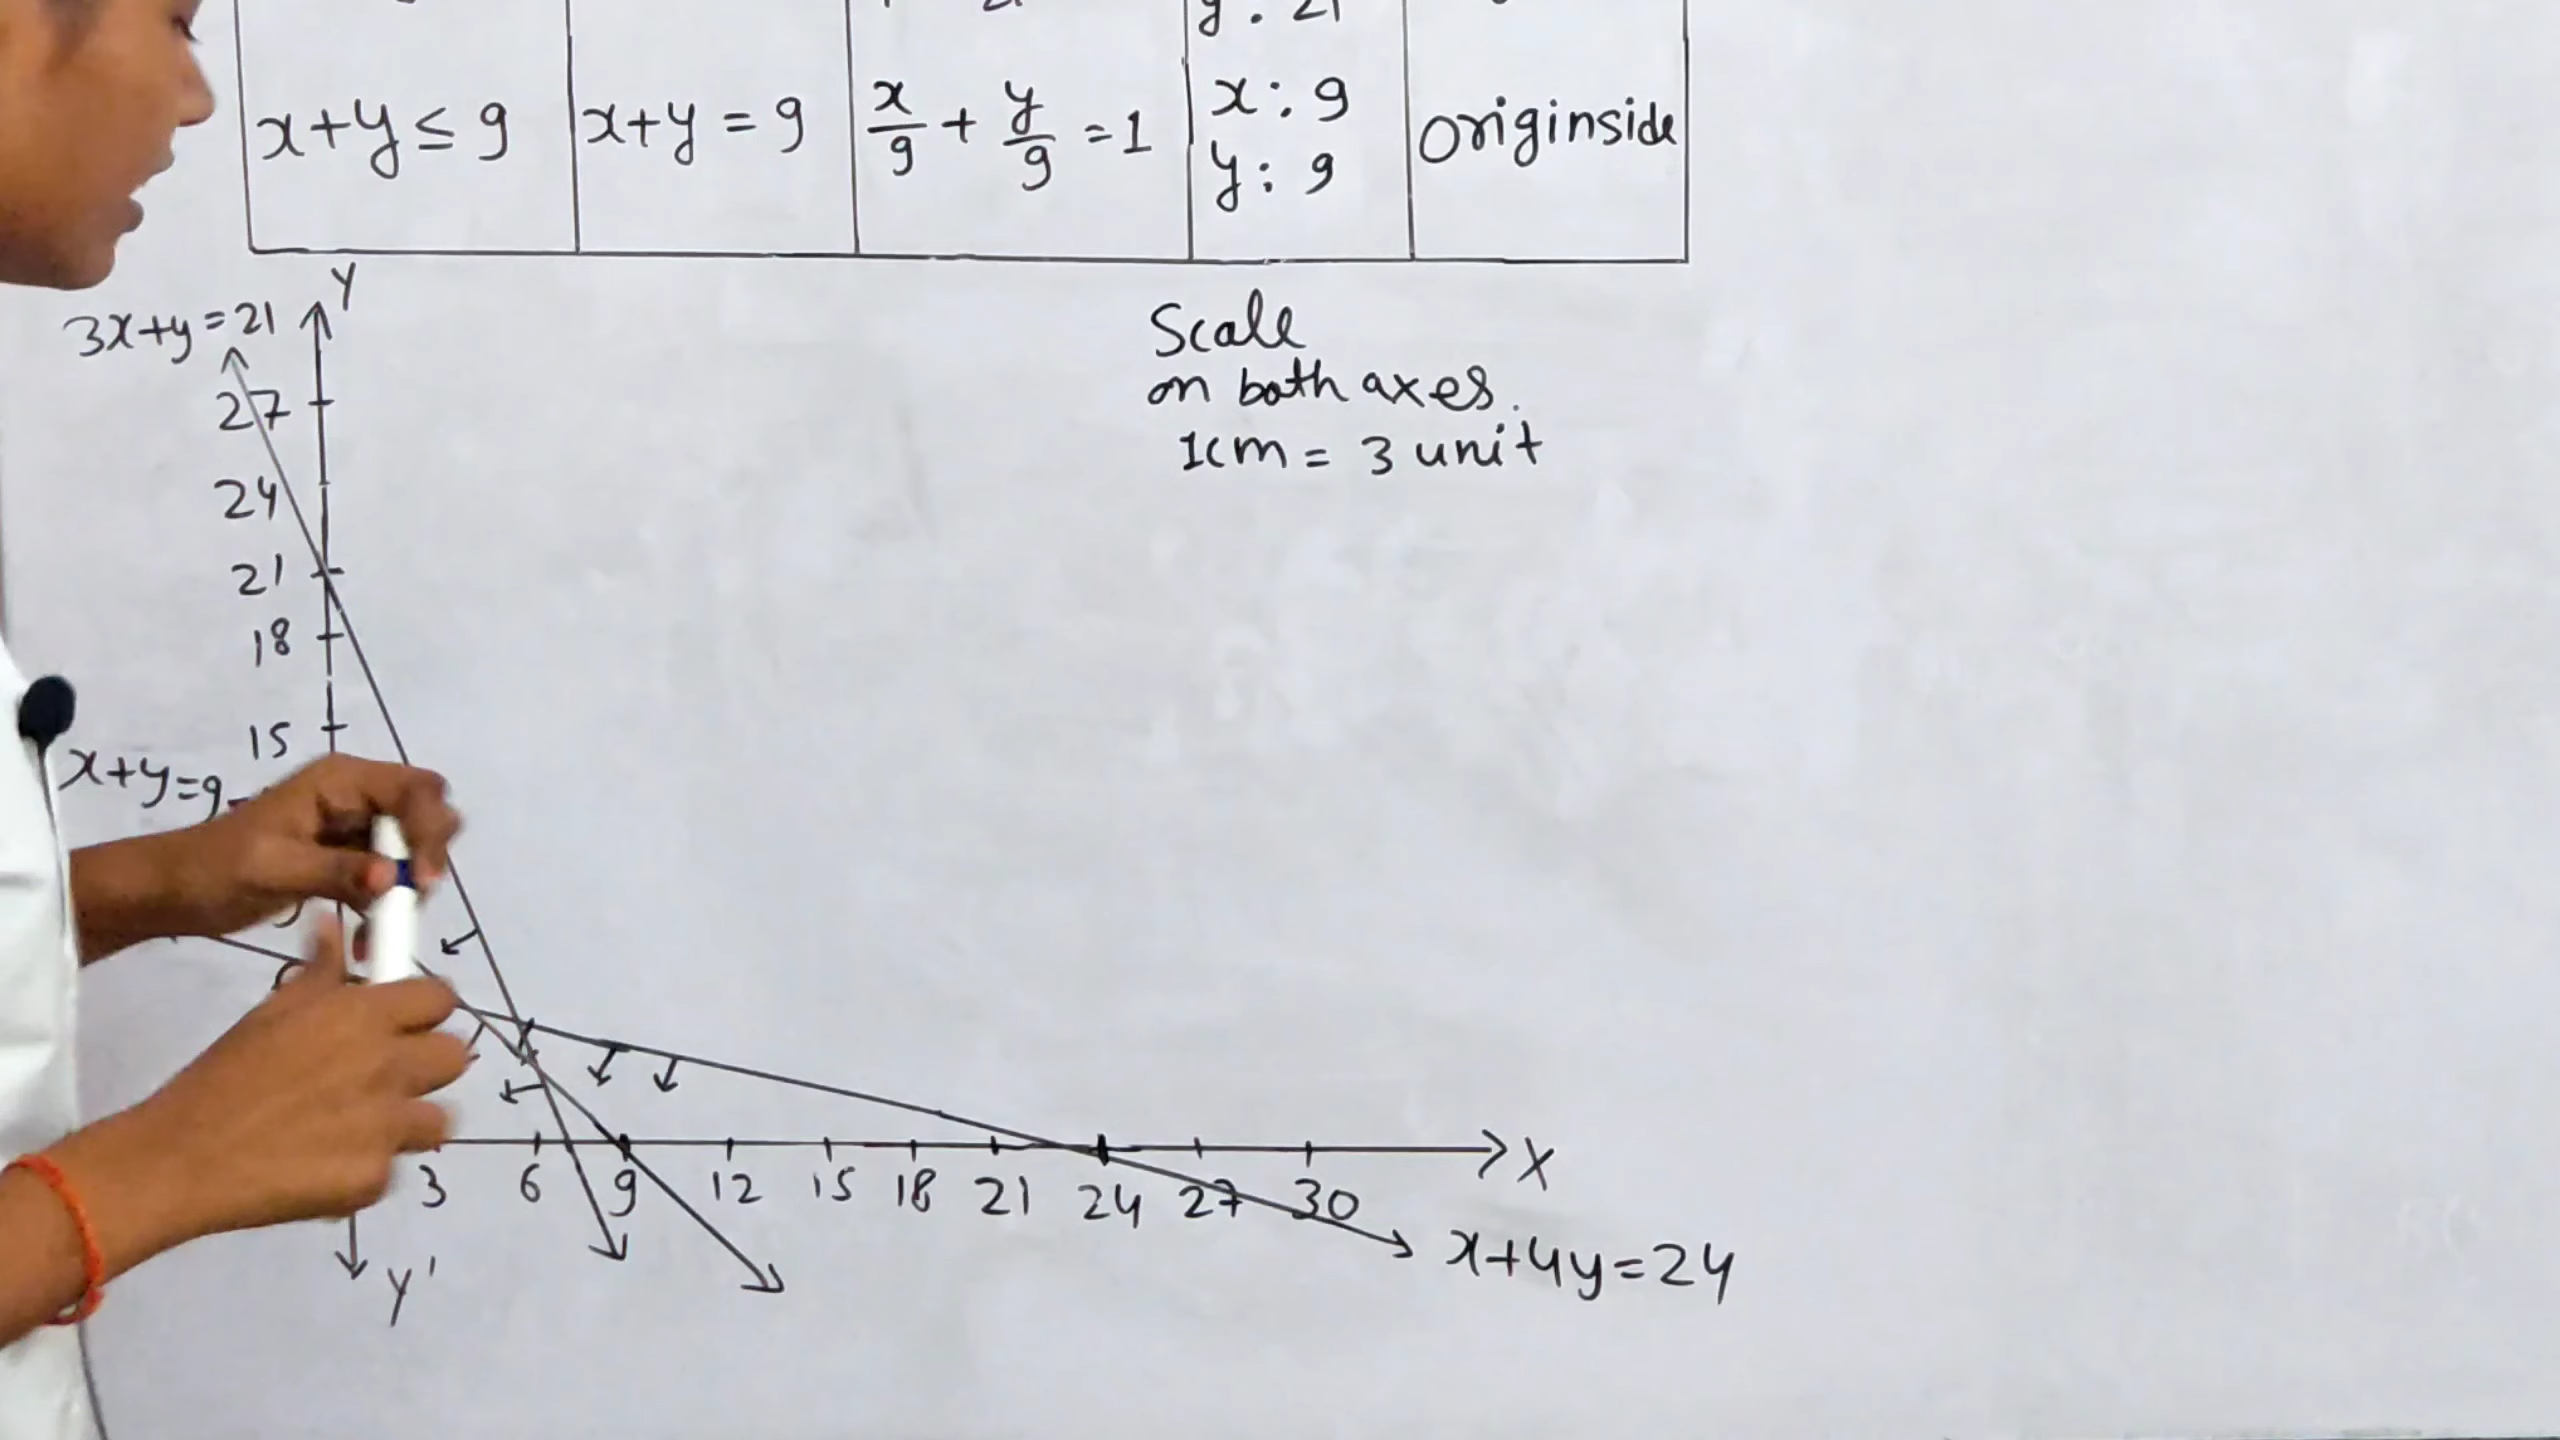 y: 21
x+y ≤ 9
x+y = 9
x/9 + y/9 = 1
x: 9
y: 9
originside
Scale
on both axes.
1cm = 3 unit
Y
3x+y=21
27
24
21
18
15
x+y=9
3 6 9 12 15 18 21 24 27 30
X
x+4y=24
Y'